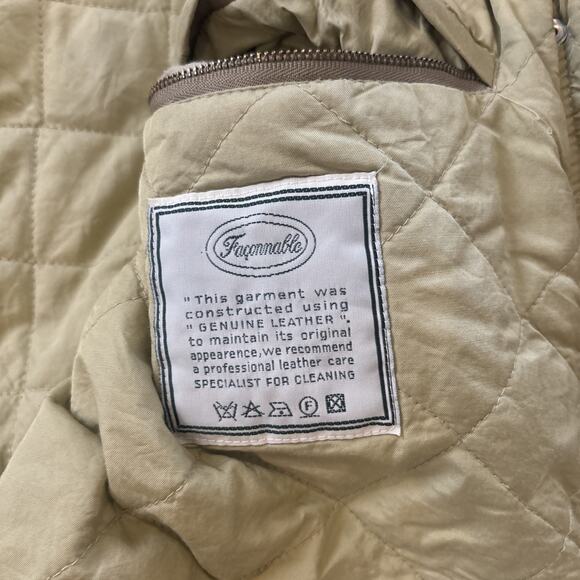 Façonnable
" This garment was
constructed using
" GENUINE LEATHER ".
to maintain its original
appearence, we recommend
a professional leather care
SPECIALIST FOR CLEANING
F